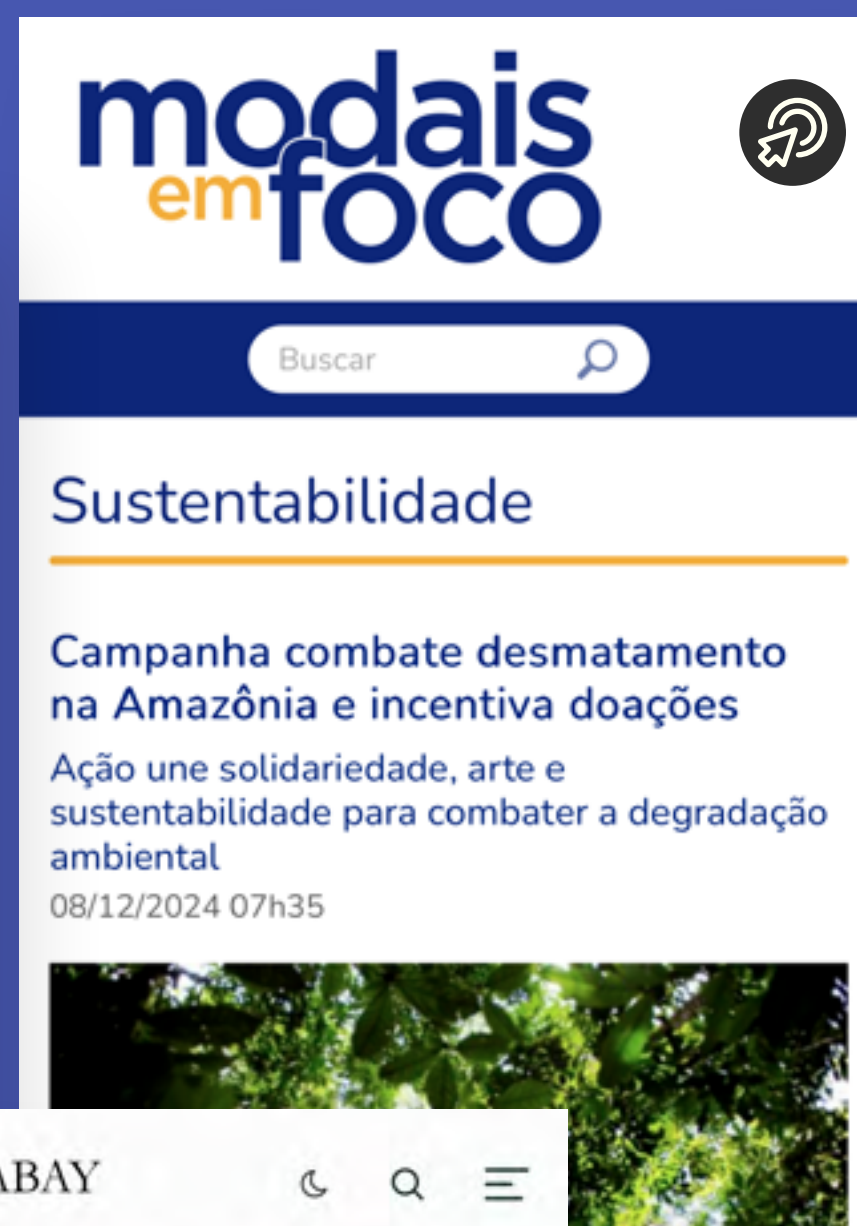 modais
em foco
Buscar
Sustentabilidade
Campanha combate desmatamento
na Amazônia e incentiva doações
Ação une solidariedade, arte e
sustentabilidade para combater a degradação
ambiental
08/12/2024 07h35
ABAY